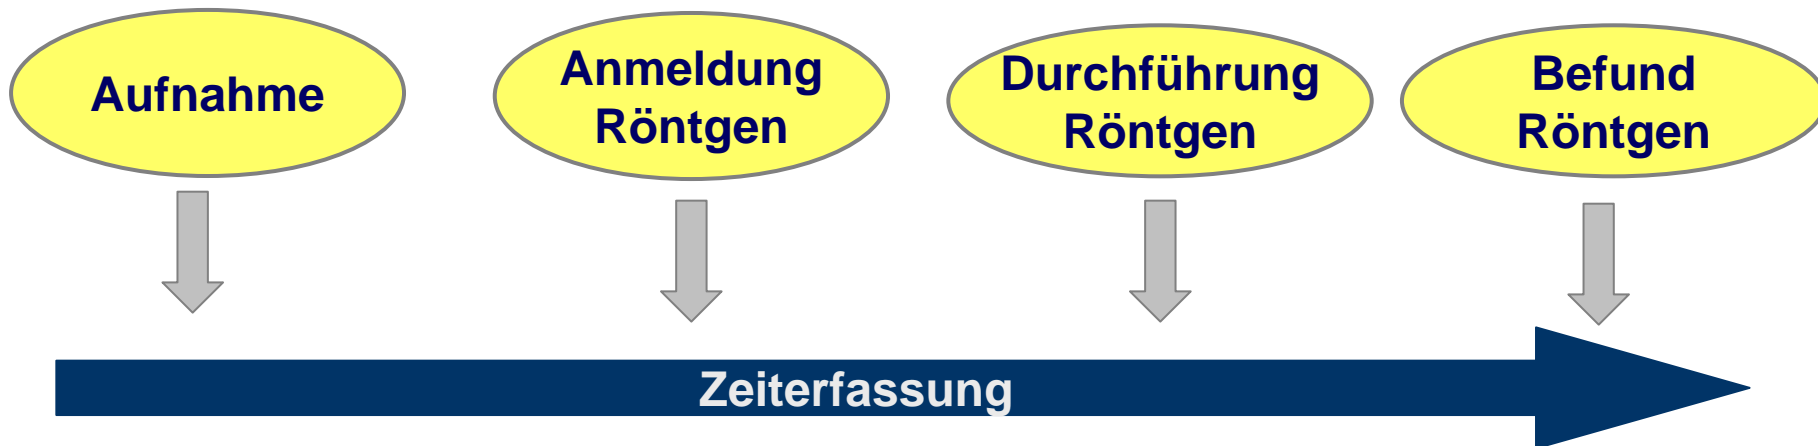 Aufnahme
Anmeldung
Röntgen
Durchführung
Röntgen
Befund
Röntgen
Zeiterfassung